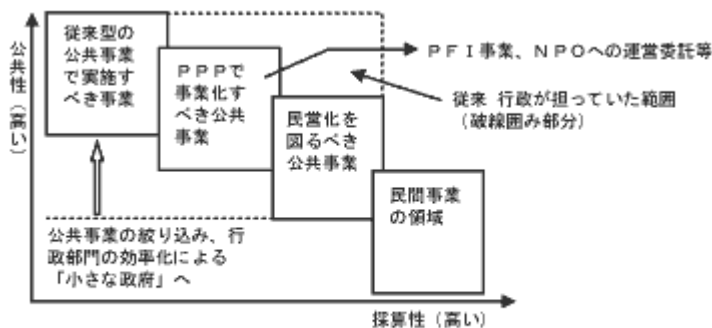 従来型の
公共事業
で実施す
べき事業
ＰＰＰで
事業化す
べき公共
事業
民営化を
図るべき
公共事業
民間事業
の領域
ＰＦＩ事業、ＮＰＯへの運営委託等
従来 行政が担っていた範囲
（破線囲み部分）
公共事業の絞り込み、行
政部門の効率化による
「小さな政府」へ
公共性（高い）
採算性（高い）